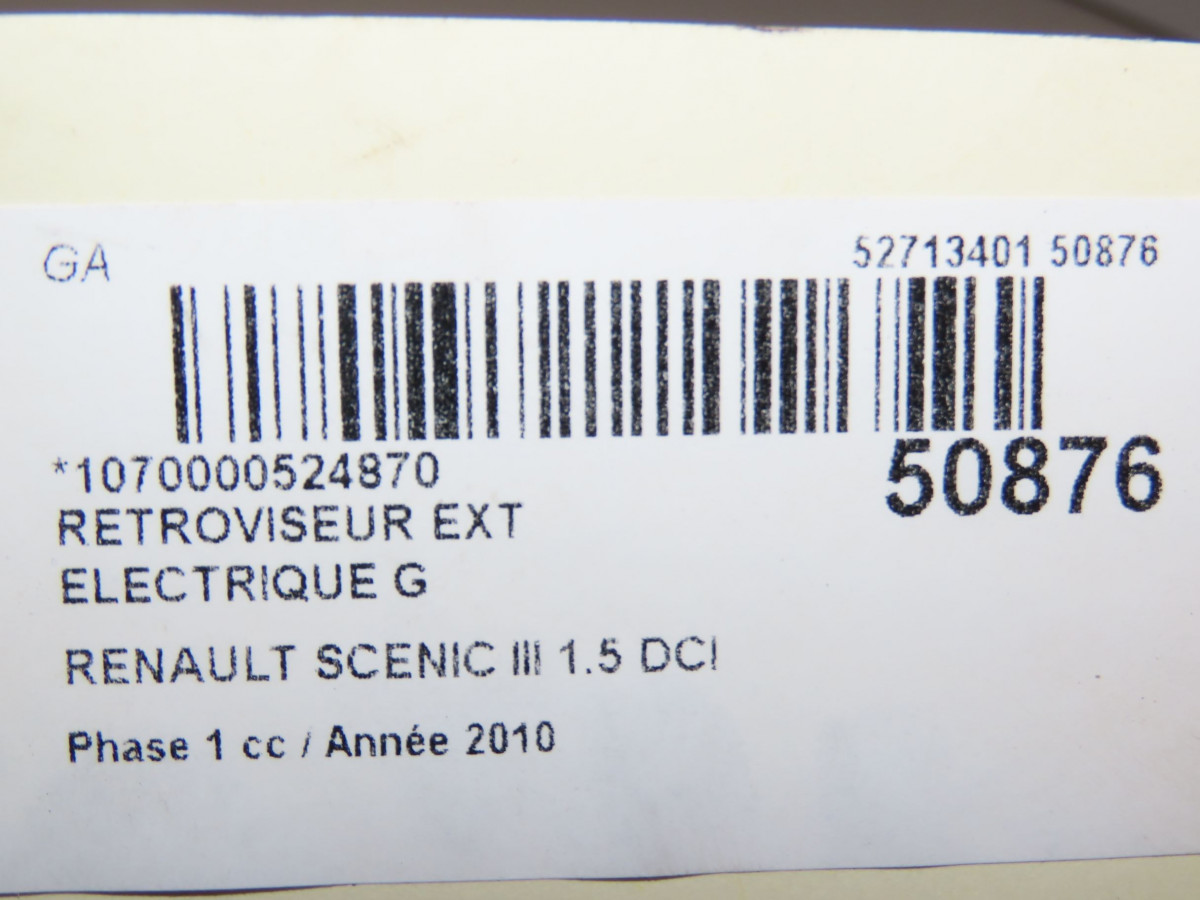 GA
52713401 50876
*1070000524870
50876
RETROVISEUR EXT
ELECTRIQUE G
RENAULT SCENIC III 1.5 DCI
Phase 1 cc / Année 2010